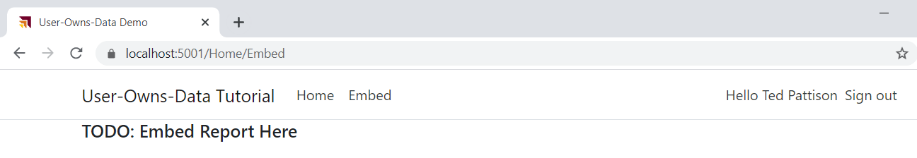 User-Owns-Data Demo
localhost:5001/Home/Embed
User-Owns-Data Tutorial Home Embed Hello Ted Pattison Sign out
TODO: Embed Report Here